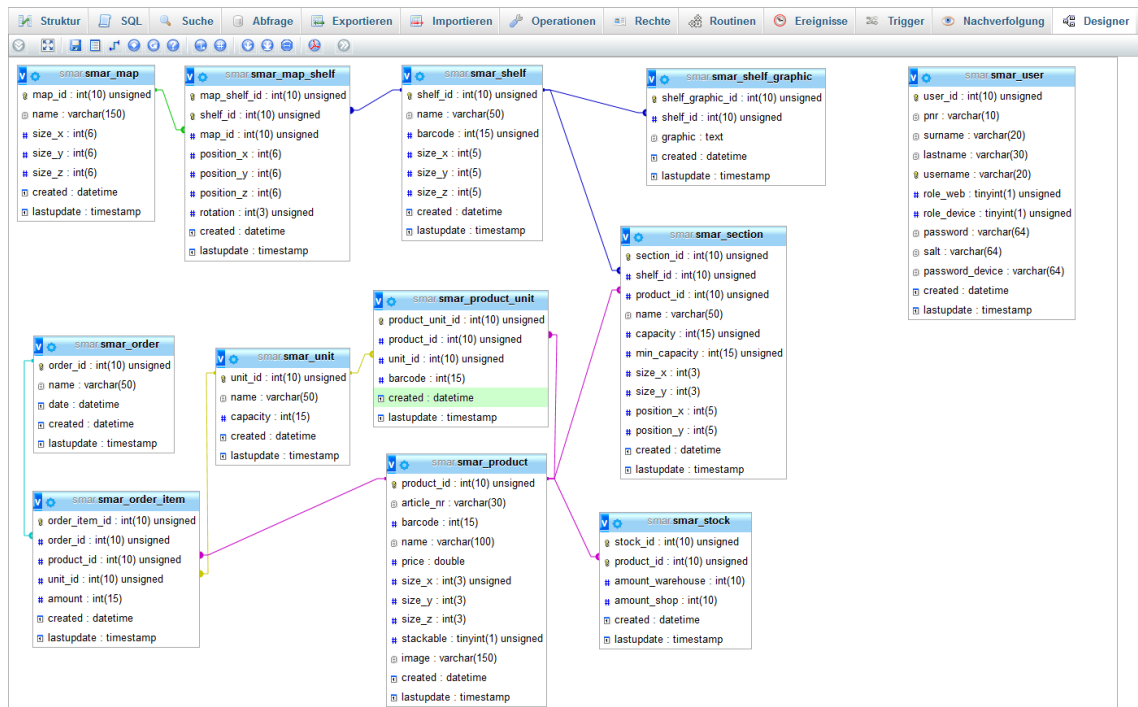 Struktur SQL Suche Abfrage Exportieren Importieren Operationen Rechte Routinen Ereignisse Trigger Nachverfolgung Designer
smar.smar_map
map_id : int(10) unsigned
name : varchar(150)
size_x : int(6)
size_y : int(6)
size_z : int(6)
created : datetime
lastupdate : timestamp
smar.smar_map_shelf
map_shelf_id : int(10) unsigned
shelf_id : int(10) unsigned
map_id : int(10) unsigned
position_x : int(6)
position_y : int(6)
position_z : int(6)
rotation : int(3) unsigned
created : datetime
lastupdate : timestamp
smar.smar_shelf
shelf_id : int(10) unsigned
name : varchar(50)
barcode : int(15) unsigned
size_x : int(5)
size_y : int(5)
size_z : int(5)
created : datetime
lastupdate : timestamp
smar.smar_shelf_graphic
shelf_graphic_id : int(10) unsigned
shelf_id : int(10) unsigned
graphic : text
created : datetime
lastupdate : timestamp
smar.smar_user
user_id : int(10) unsigned
pnr : varchar(10)
surname : varchar(20)
lastname : varchar(30)
username : varchar(20)
role_web : tinyint(1) unsigned
role_device : tinyint(1) unsigned
password : varchar(64)
salt : varchar(64)
password_device : varchar(64)
created : datetime
lastupdate : timestamp
smar.smar_section
section_id : int(10) unsigned
shelf_id : int(10) unsigned
product_id : int(10) unsigned
name : varchar(50)
capacity : int(15) unsigned
min_capacity : int(15) unsigned
size_x : int(3)
size_y : int(3)
position_x : int(5)
position_y : int(5)
created : datetime
lastupdate : timestamp
smar.smar_product_unit
product_unit_id : int(10) unsigned
product_id : int(10) unsigned
unit_id : int(10) unsigned
barcode : int(15)
created : datetime
lastupdate : timestamp
smar.smar_order
order_id : int(10) unsigned
name : varchar(50)
date : datetime
created : datetime
lastupdate : timestamp
smar.smar_unit
unit_id : int(10) unsigned
name : varchar(50)
capacity : int(15)
created : datetime
lastupdate : timestamp
smar.smar_product
product_id : int(10) unsigned
article_nr : varchar(30)
barcode : int(15)
name : varchar(100)
price : double
size_x : int(3) unsigned
size_y : int(3)
size_z : int(3)
stackable : tinyint(1) unsigned
image : varchar(150)
created : datetime
lastupdate : timestamp
smar.smar_order_item
order_item_id : int(10) unsigned
order_id : int(10) unsigned
product_id : int(10) unsigned
unit_id : int(10) unsigned
amount : int(15)
created : datetime
lastupdate : timestamp
smar.smar_stock
stock_id : int(10) unsigned
product_id : int(10) unsigned
amount_warehouse : int(10)
amount_shop : int(10)
created : datetime
lastupdate : timestamp